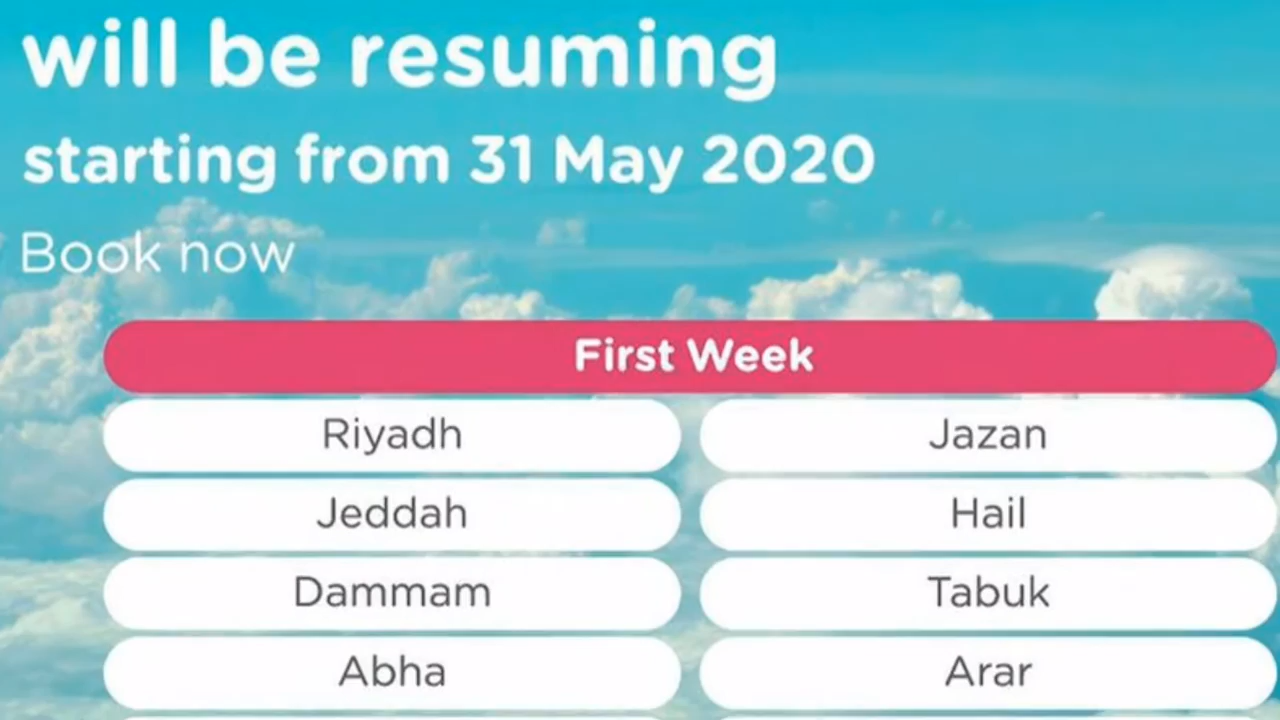 will be resuming
starting from 31 May 2020
Book now
First Week
Riyadh Jazan
Jeddah Hail
Dammam Tabuk
Abha Arar